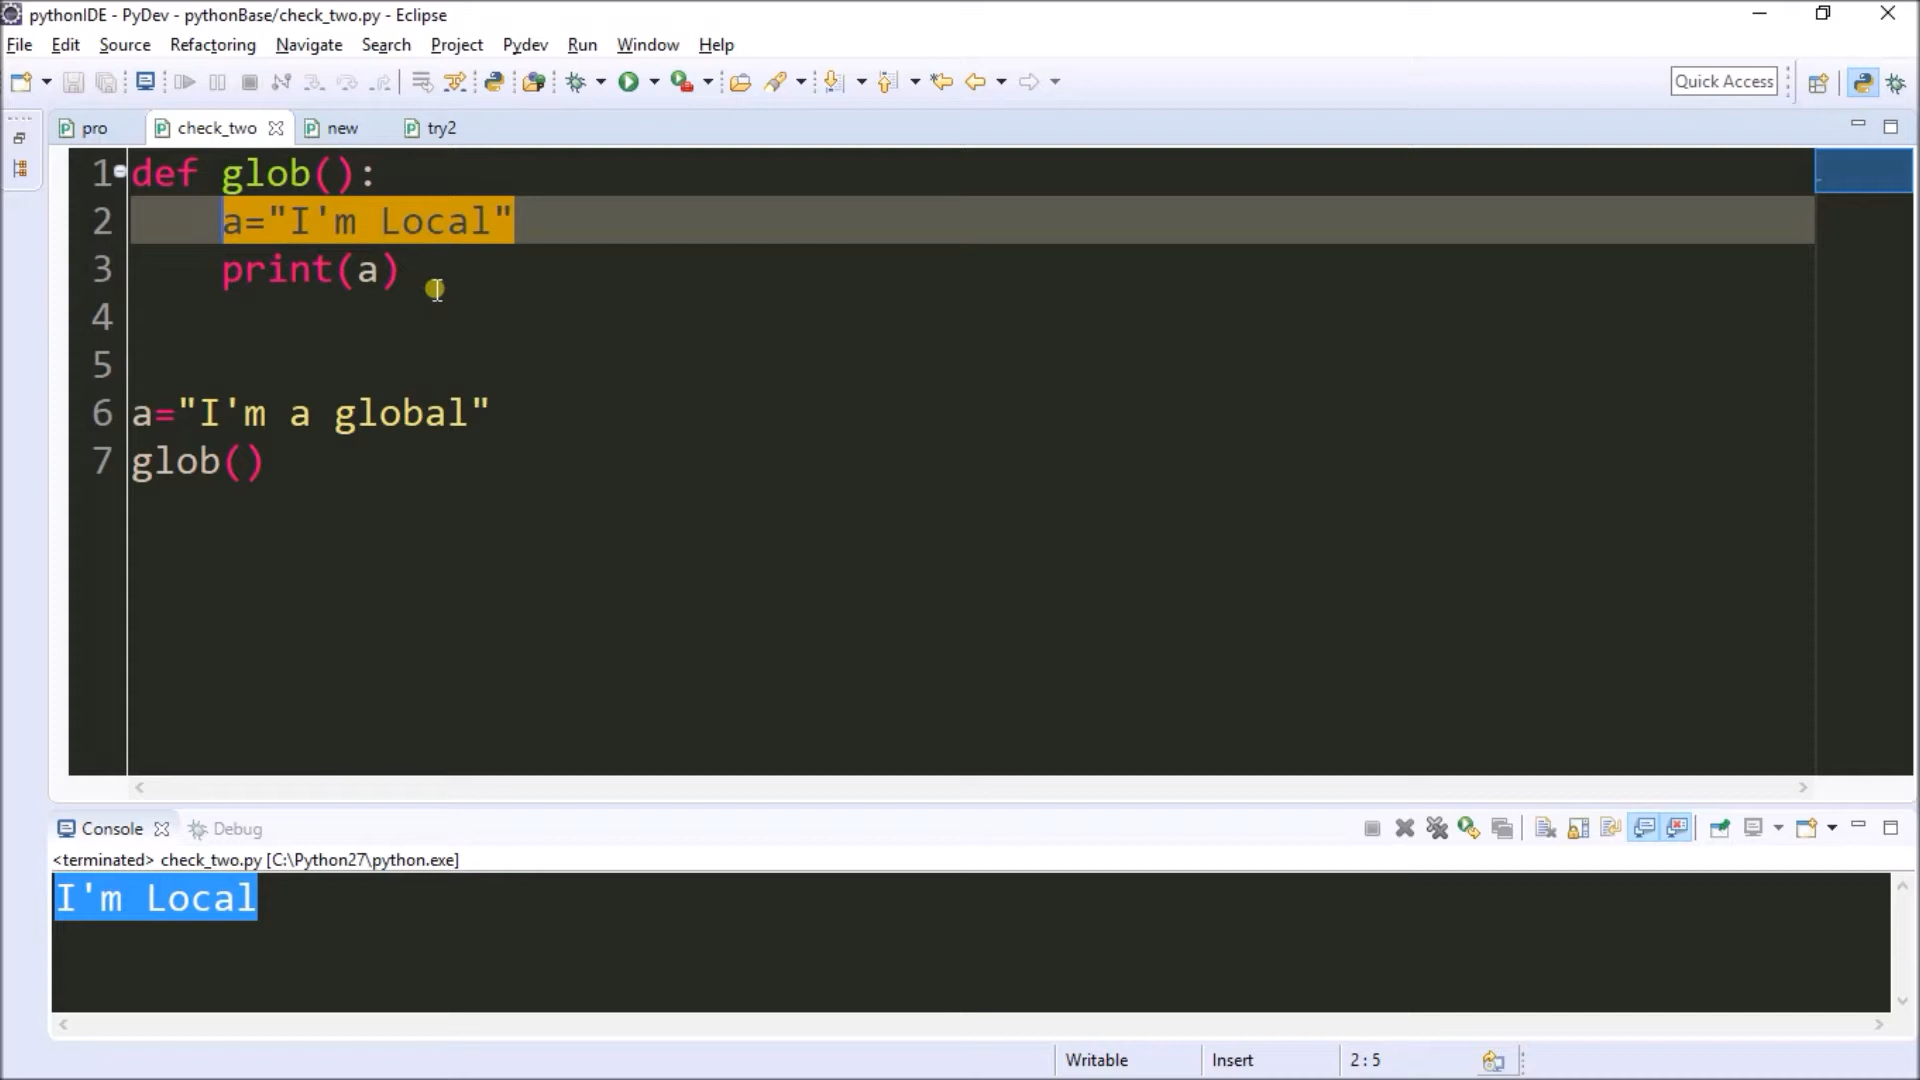 pythonIDE - PyDev - pythonBase/check_two.py - Eclipse
File Edit Source Refactoring Navigate Search Project Pydev Run Window Help
Quick Access
pro check_two new try2
1 def glob():
2 a="I'm Local"
3 print(a)
4
5
6 a="I'm a global"
7 glob()
Console Debug
<terminated> check_two.py [C:\Python27\python.exe]
I'm Local
Writable Insert 2 : 5